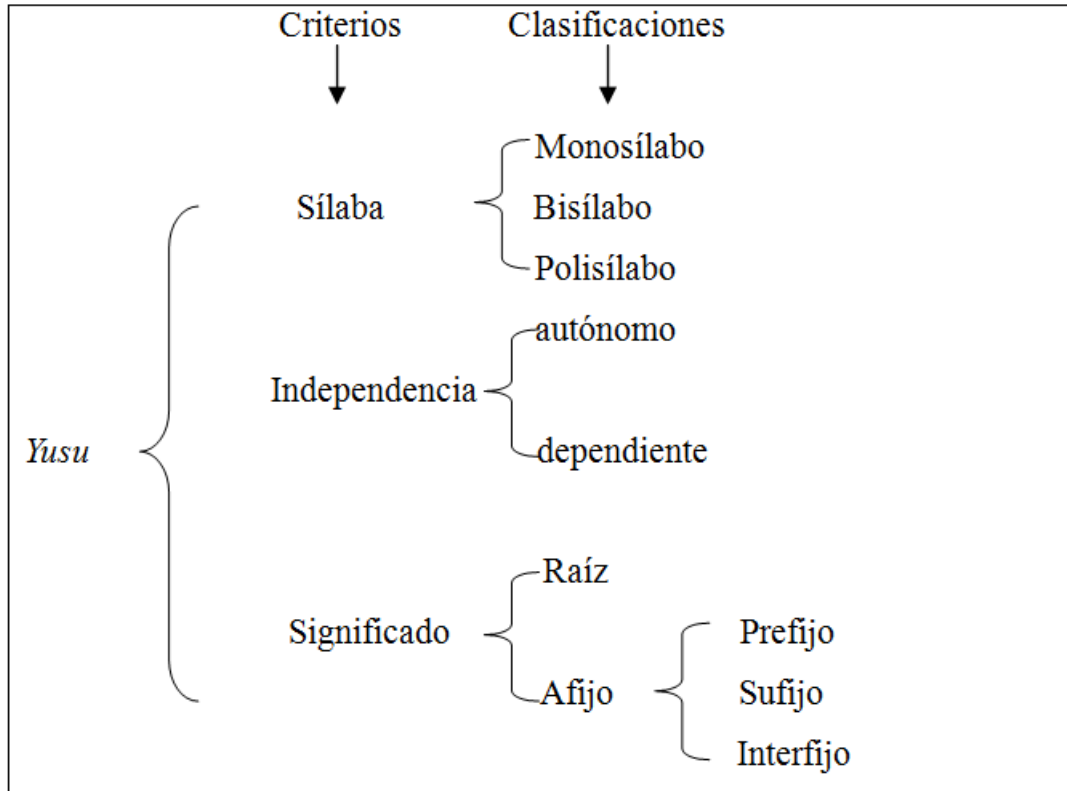 Criterios Clasificaciones
Monosílabo
Sílaba Bisílabo
Polisílabo
autónomo
Independencia
dependiente
Yusu
Raíz
Significado Prefijo
Afijo Sufijo
Interfijo